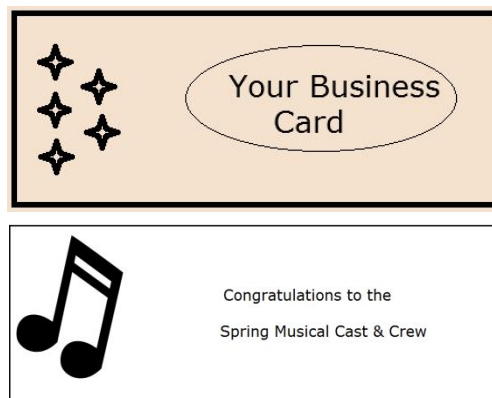 Your Business
Card
Congratulations to the
Spring Musical Cast & Crew